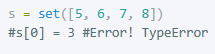 s = set([5, 6, 7, 8])
#s[0] = 3 #Error! TypeError